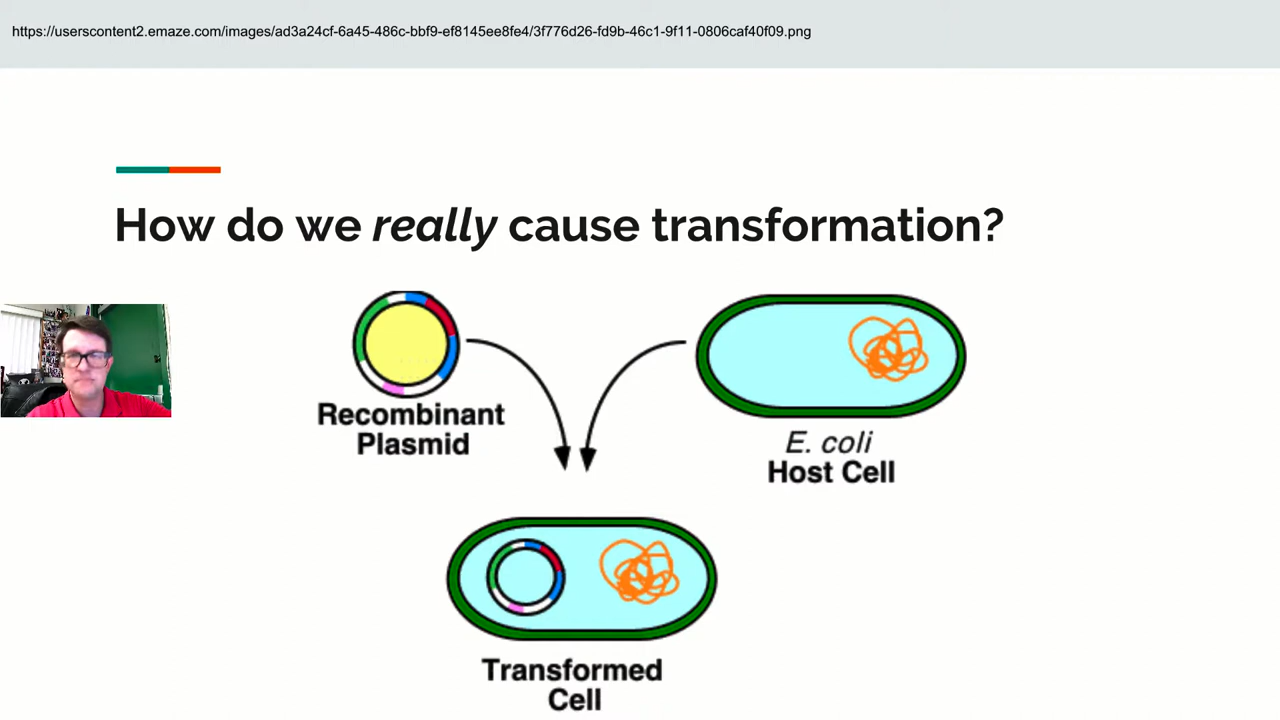 https://userscontent2.emaze.com/images/ad3a24cf-6a45-486c-bbf9-ef8145ee8fe4/3f776d26-fd9b-46c1-9f11-0806caf40f09.png
How do we really cause transformation?
Recombinant
Plasmid
E. coli
Host Cell
Transformed
Cell